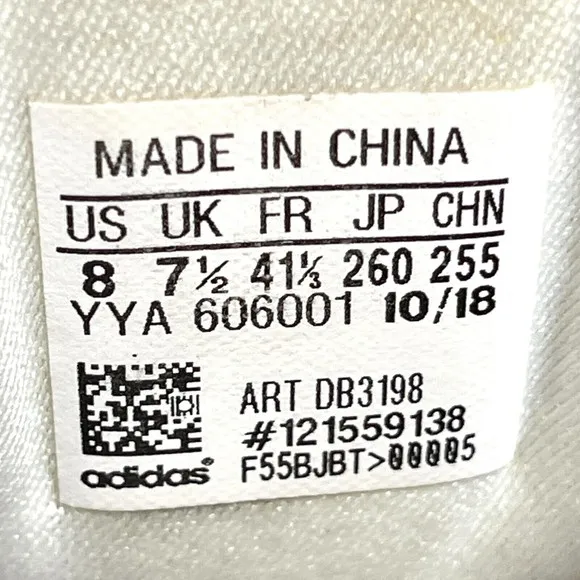 MADE IN CHINA
US UK FR JP CHN
8 7½ 41⅓ 260 255
YYA 606001 10/18
ART DB3198
#121559138
adidas® F55BJBT>00005